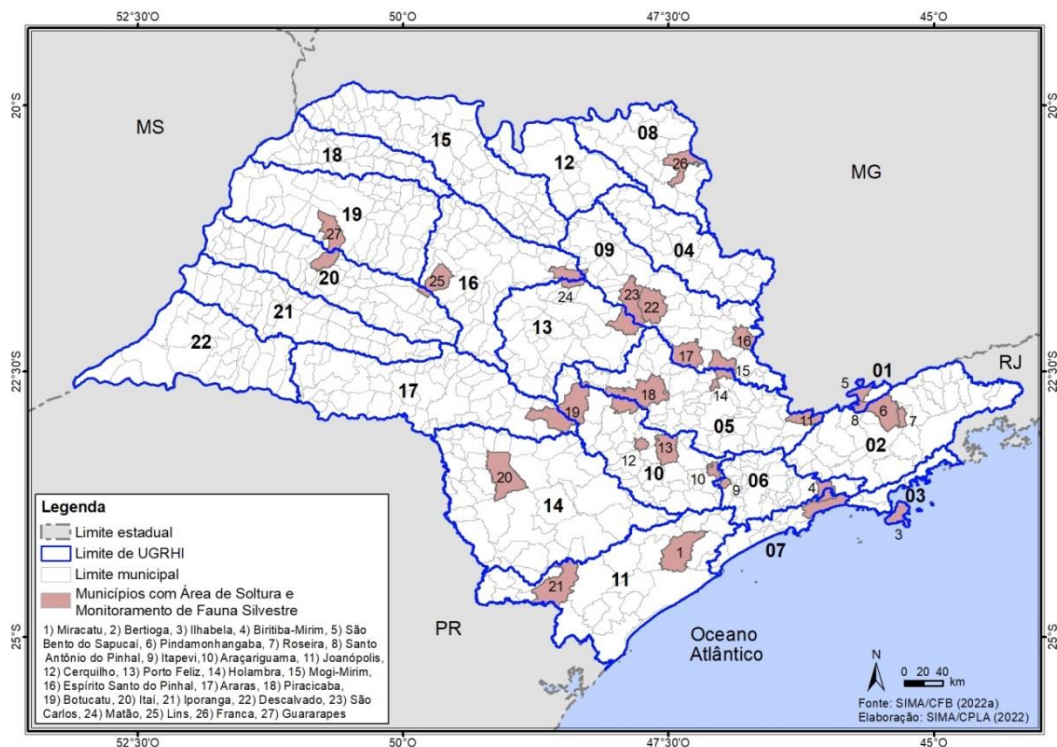 52°30'O 50°O 47°30'O 45°O
20°S 20°S
MS
MG
08
15
12
26
18
19
09
04
27
20
25
16
24
23
22
13
21
22
16
17
15
14
22°30'S 22°30'S
RJ
01
5
17
19
18
05
11
8
6
7
02
12
13
10
10
9
06
4
03
3
20
14
07
1
11
21
PR
Oceano
Atlântico
25°S 25°S
Legenda
Limite estadual
Limite de UGRHI
Limite municipal
Municípios com Área de Soltura e
Monitoramento de Fauna Silvestre
1) Miracatu, 2) Bertioga, 3) Ilhabela, 4) Biritiba-Mirim, 5) São
Bento do Sapucaí, 6) Pindamonhangaba, 7) Roseira, 8) Santo
Antônio do Pinhal, 9) Itapevi,10) Araçariguama, 11) Joanópolis,
12) Cerquilho, 13) Porto Feliz, 14) Holambra, 15) Mogi-Mirim,
16) Espírito Santo do Pinhal, 17) Araras, 18) Piracicaba,
19) Botucatu, 20) Itaí, 21) Iporanga, 22) Descalvado, 23) São
Carlos, 24) Matão, 25) Lins, 26) Franca, 27) Guararapes
N
0 20 40
km
Fonte: SIMA/CFB (2022a)
Elaboração: SIMA/CPLA (2022)
52°30'O 50°O 47°30'O 45°O